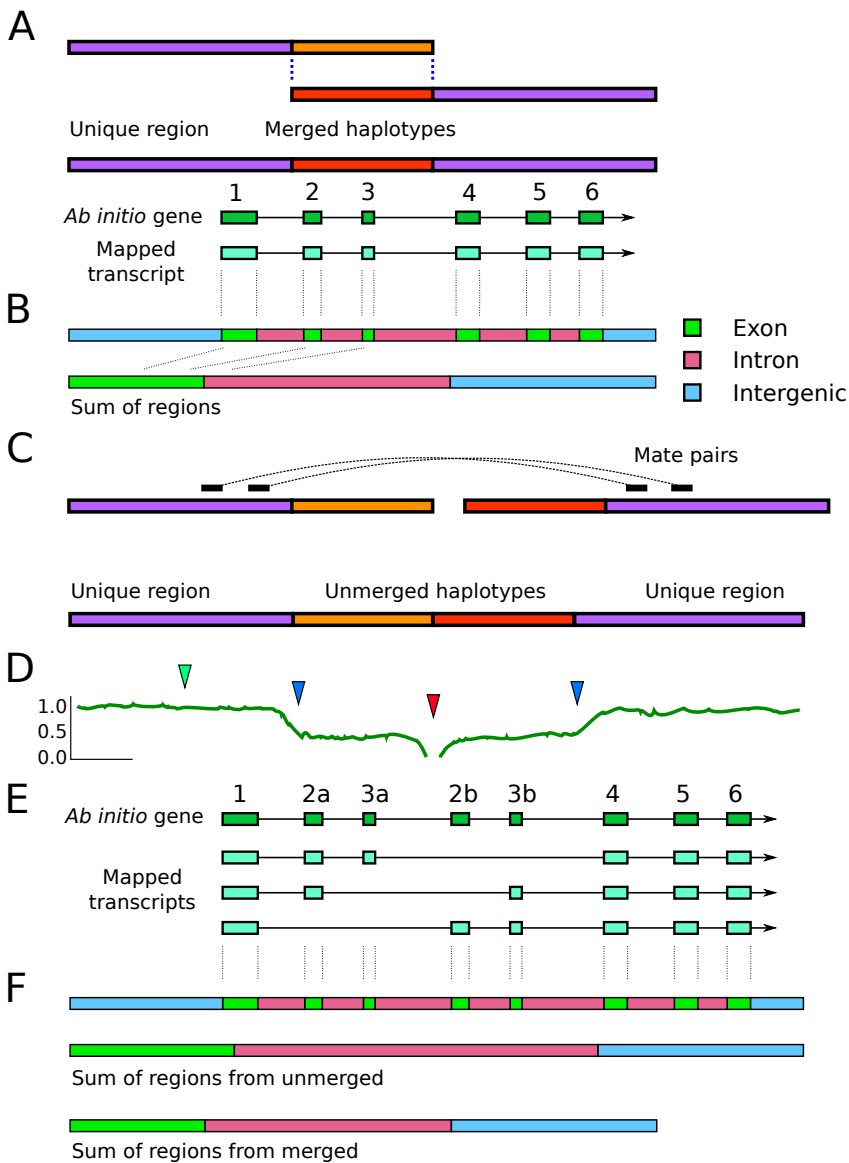 A
Unique region
Merged haplotypes
1 2 3 4 5 6
Ab initio gene
Mapped
transcript
B
Exon
Intron
Intergenic
Sum of regions
C
Mate pairs
Unique region
Unmerged haplotypes
Unique region
D
1.0
0.5
0.0
E
1 2a 3a 2b 3b 4 5 6
Ab initio gene
Mapped
transcripts
F
Sum of regions from unmerged
Sum of regions from merged